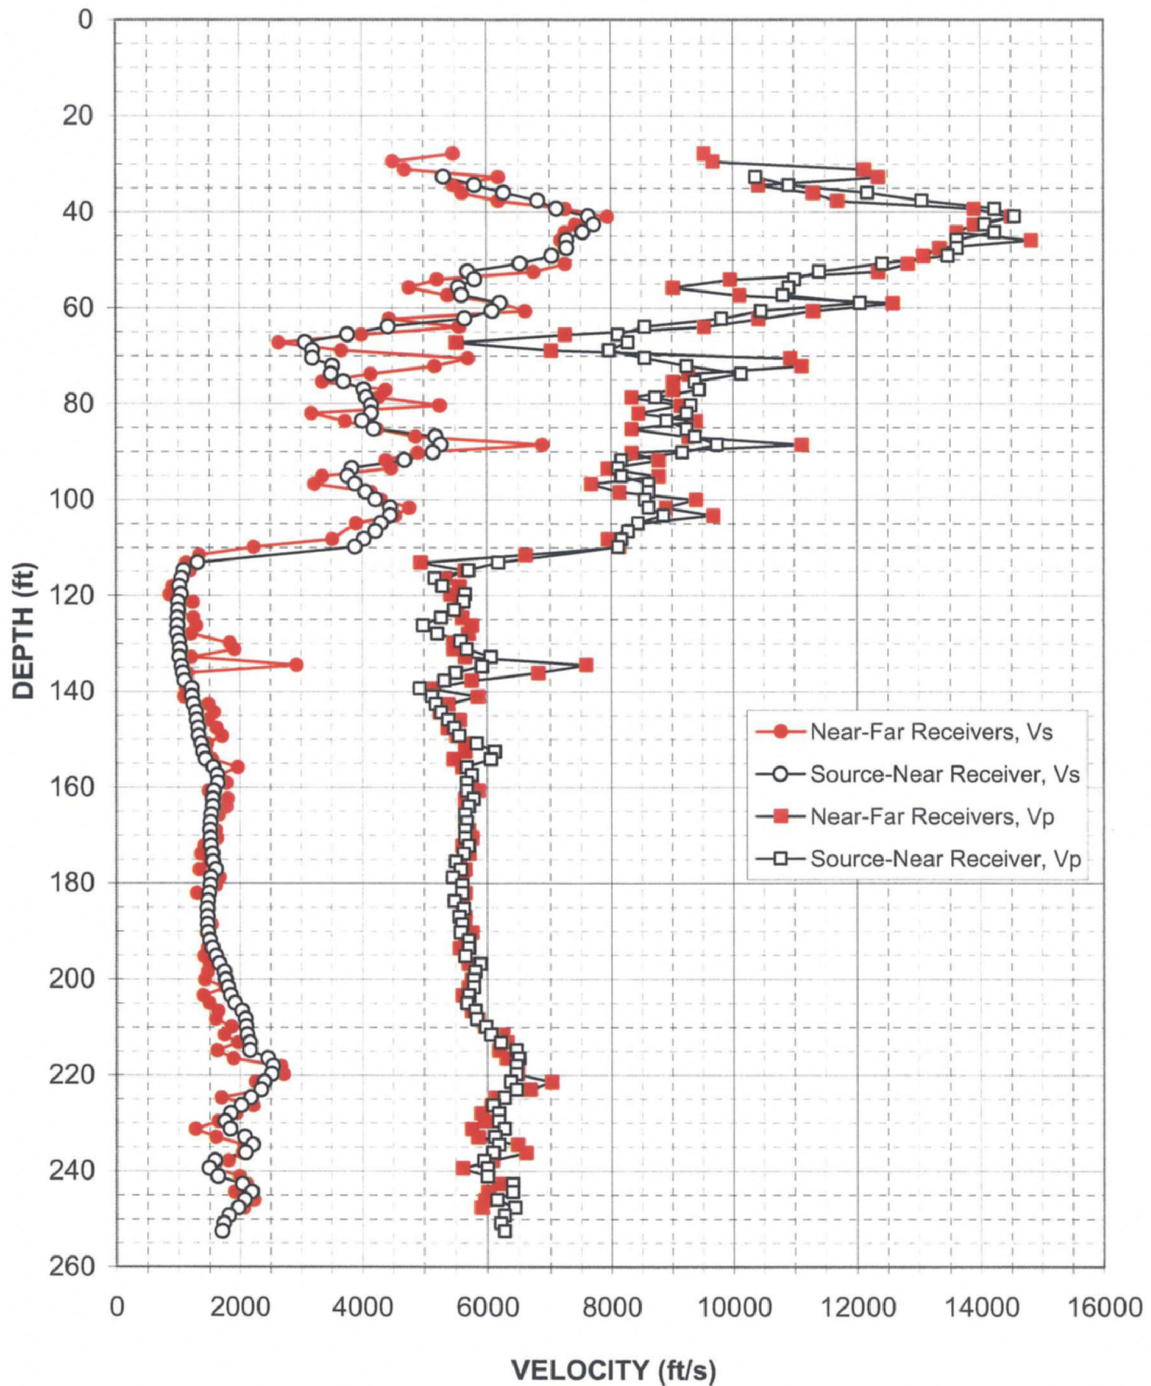 0
20
40
60
80
100
120
140
160
180
200
220
240
260
DEPTH (ft)
Near-Far Receivers, Vs
Source-Near Receiver, Vs
Near-Far Receivers, Vp
Source-Near Receiver, Vp
0 2000 4000 6000 8000 10000 12000 14000 16000
VELOCITY (ft/s)